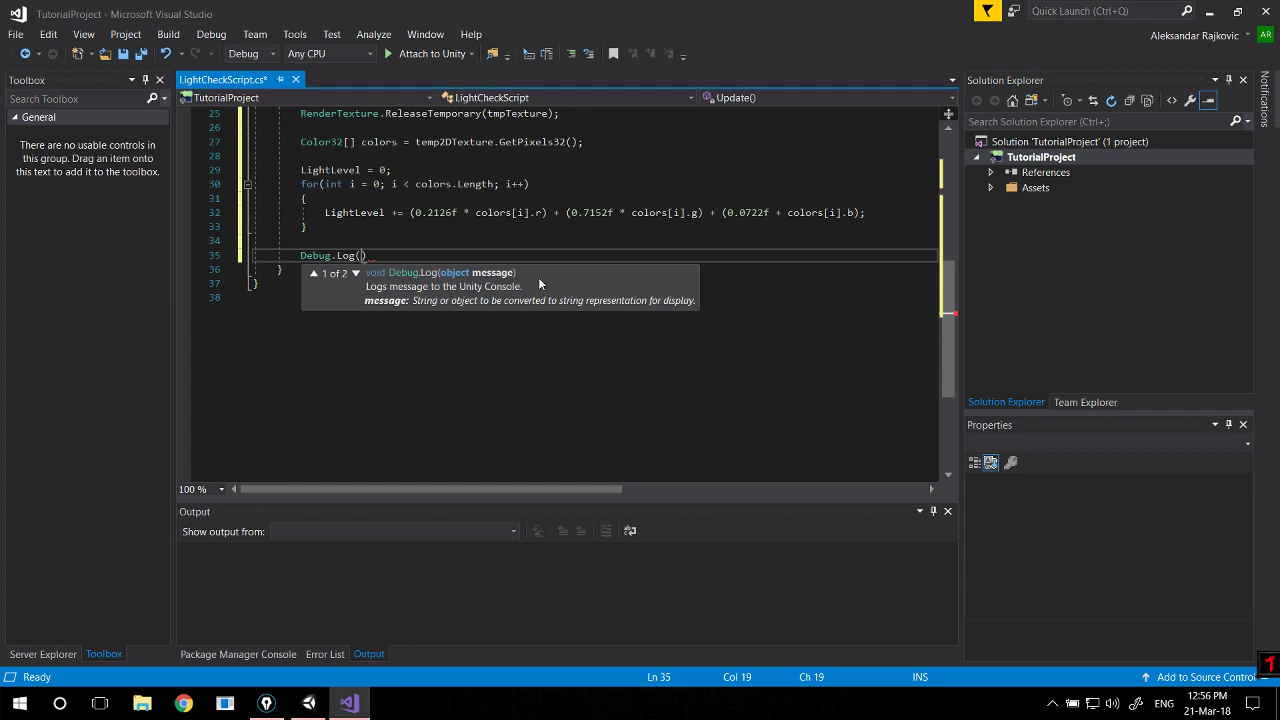 TutorialProject - Microsoft Visual Studio
Quick Launch (Ctrl+Q)
File Edit View Project Build Debug Team Tools Test Analyze Window Help
Aleksandar Rajkovic AR
Debug Any CPU Attach to Unity
Toolbox
Search Toolbox
General
There are no usable controls in
this group. Drag an item onto
this text to add it to the toolbox.
LightCheckScript.cs*
TutorialProject LightCheckScript Update()
25 RenderTexture.ReleaseTemporary(tmpTexture);
26
27 Color32[] colors = temp2DTexture.GetPixels32();
28
29 LightLevel = 0;
30 for(int i = 0; i < colors.Length; i++)
31 {
32 LightLevel += (0.2126f * colors[i].r) + (0.7152f * colors[i].g) + (0.0722f + colors[i].b);
33 }
34
35 Debug.Log()
36 }
37 }
38
1 of 2 void Debug.Log(object message)
Logs message to the Unity Console.
message: String or object to be converted to string representation for display.
100 %
Output
Show output from:
Solution Explorer
Search Solution Explorer (Ctrl+;)
Solution 'TutorialProject' (1 project)
TutorialProject
References
Assets
Solution Explorer Team Explorer
Properties
Notifications
Server Explorer Toolbox
Package Manager Console Error List Output
Ready Ln 35 Col 19 Ch 19 INS Add to Source Control
ENG
12:56 PM
21-Mar-18
1